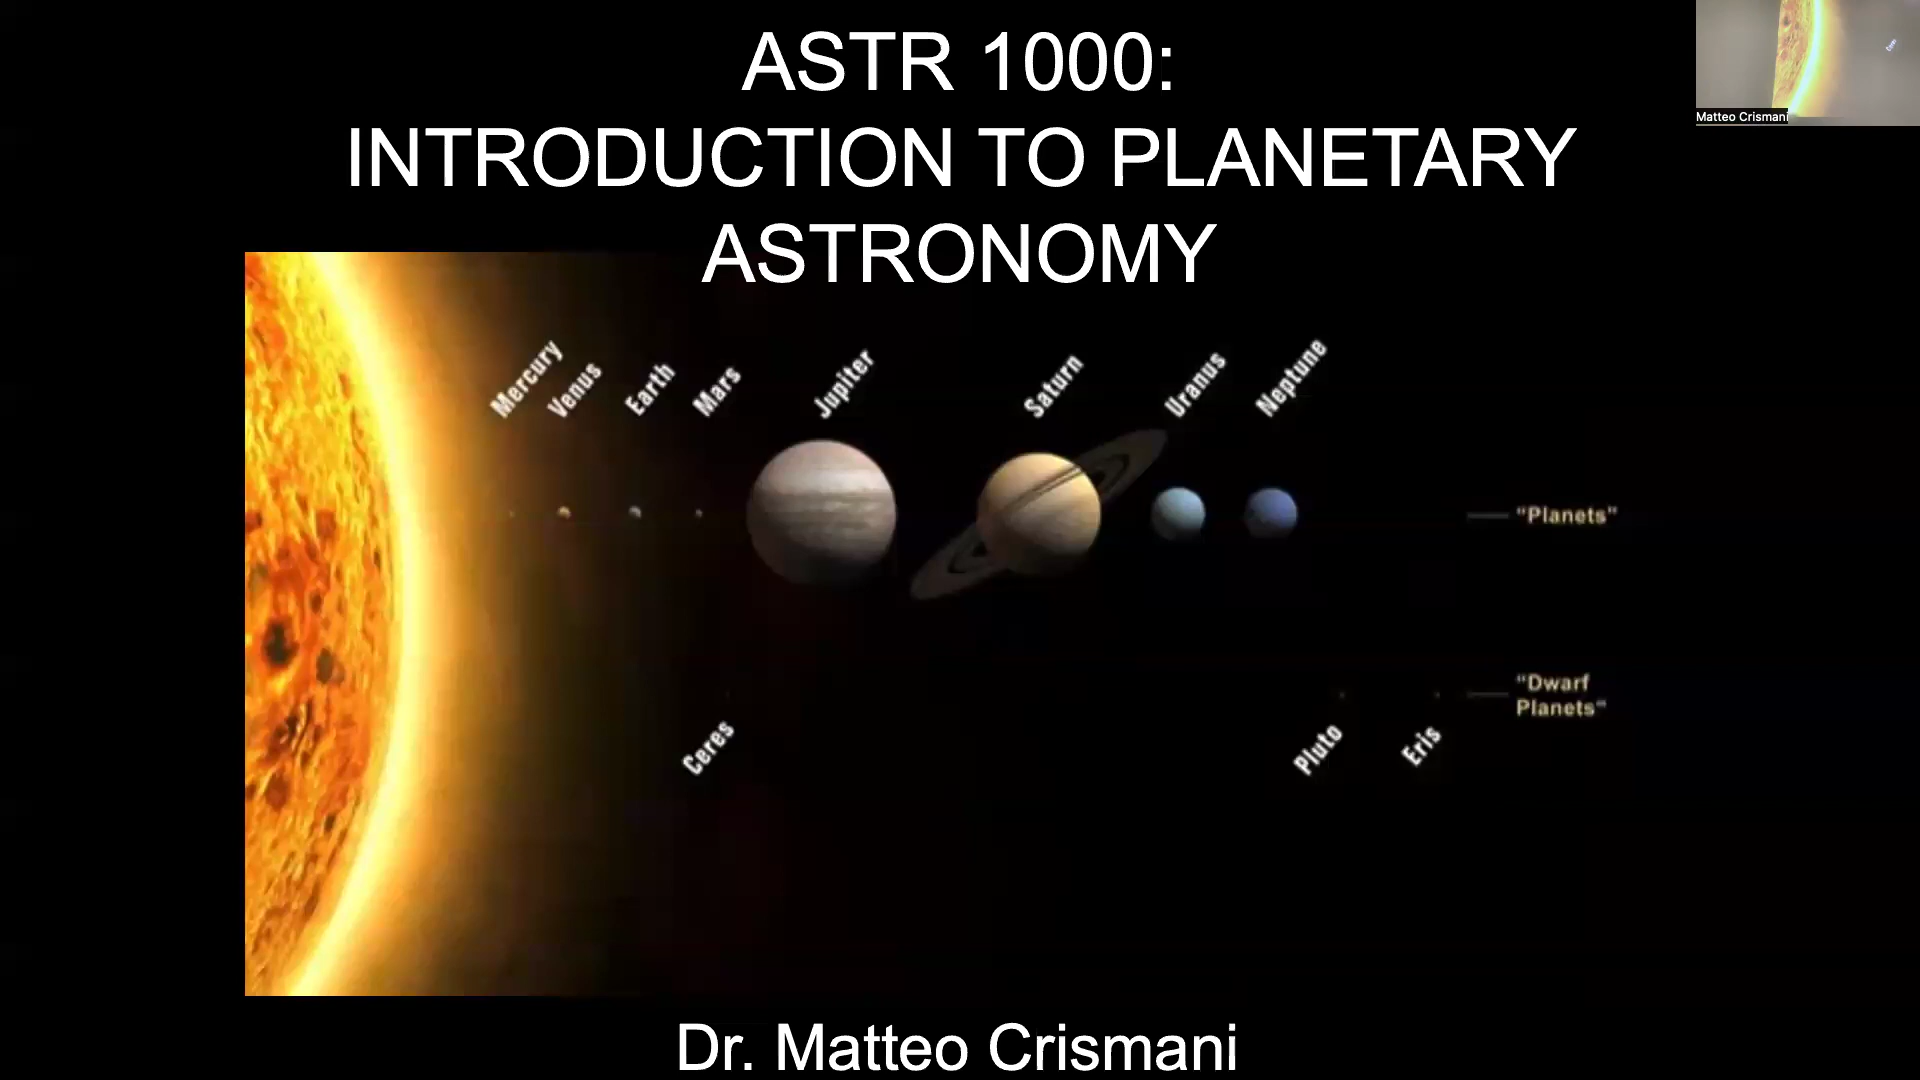 ASTR 1000:
INTRODUCTION TO PLANETARY
ASTRONOMY
Matteo Crismani
Mercury
Venus
Earth
Mars
Jupiter
Saturn
Uranus
Neptune
"Planets"
"Dwarf
Planets"
Ceres
Pluto
Eris
Dr. Matteo Crismani